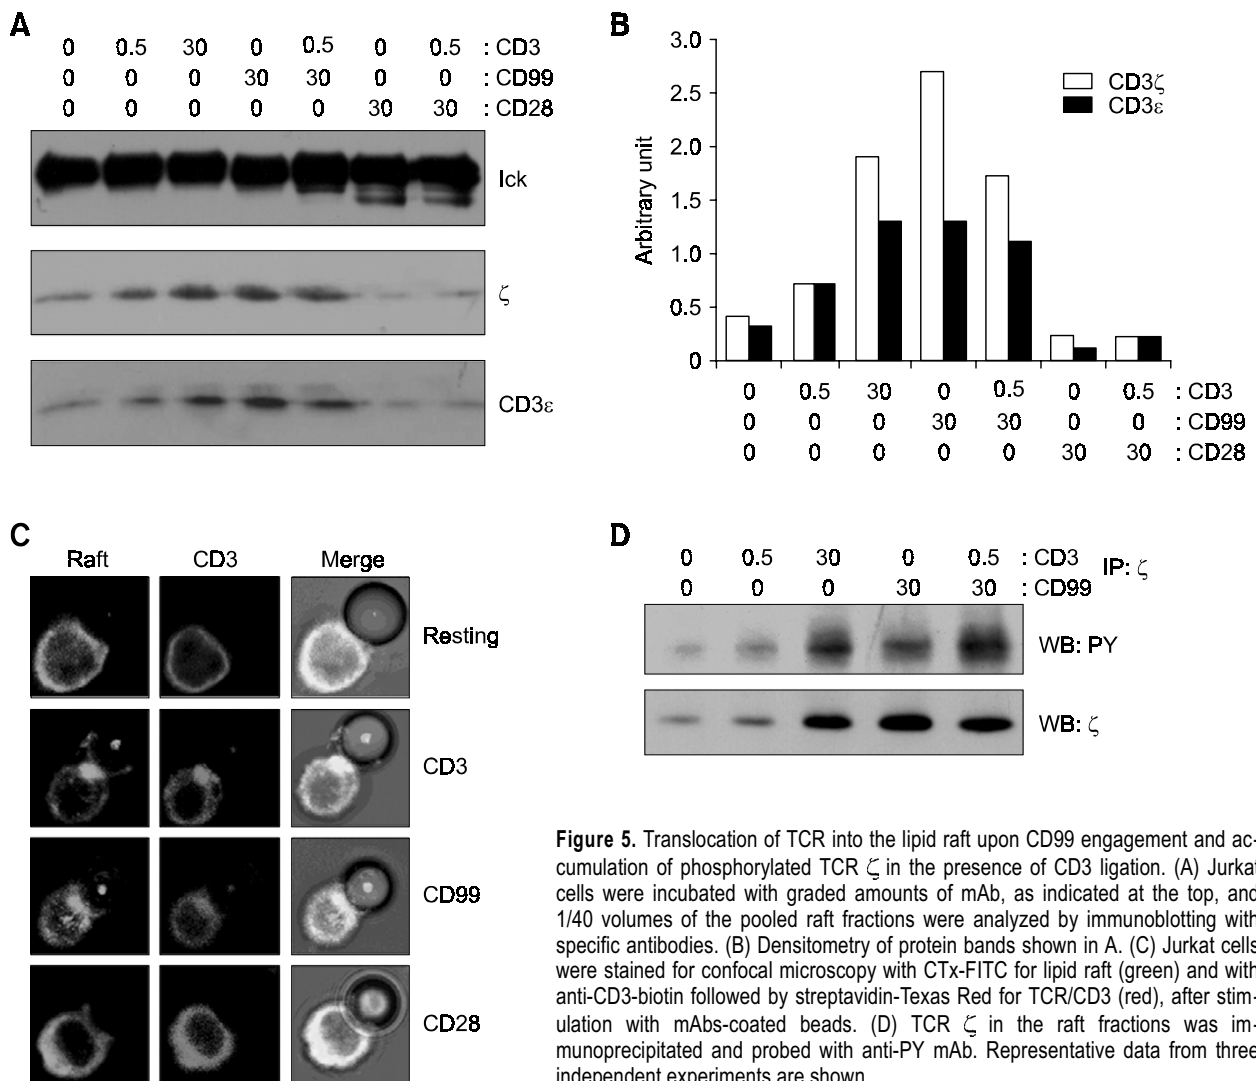 A
0 0.5 30 0 0.5 0 0.5 : CD3
0 0 0 30 30 0 0 : CD99
0 0 0 0 0 30 30 : CD28
lck
ζ
CD3ε
B
3.0
2.5
2.0
1.5
1.0
0.5
0
Arbitrary unit
CD3ζ
CD3ε
0 0.5 30 0 0.5 0 0.5 : CD3
0 0 0 30 30 0 0 : CD99
0 0 0 0 0 30 30 : CD28
C
Raft CD3 Merge
Resting
CD3
CD99
CD28
D
0 0.5 30 0 0.5 : CD3
IP: ζ
0 0 0 30 30 : CD99
WB: PY
WB: ζ
Figure 5. Translocation of TCR into the lipid raft upon CD99 engagement and ac-
cumulation of phosphorylated TCR ζ in the presence of CD3 ligation. (A) Jurkat
cells were incubated with graded amounts of mAb, as indicated at the top, and
1/40 volumes of the pooled raft fractions were analyzed by immunoblotting with
specific antibodies. (B) Densitometry of protein bands shown in A. (C) Jurkat cells
were stained for confocal microscopy with CTx-FITC for lipid raft (green) and with
anti-CD3-biotin followed by streptavidin-Texas Red for TCR/CD3 (red), after stim-
ulation with mAbs-coated beads. (D) TCR ζ in the raft fractions was im-
munoprecipitated and probed with anti-PY mAb. Representative data from three
independent experiments are shown